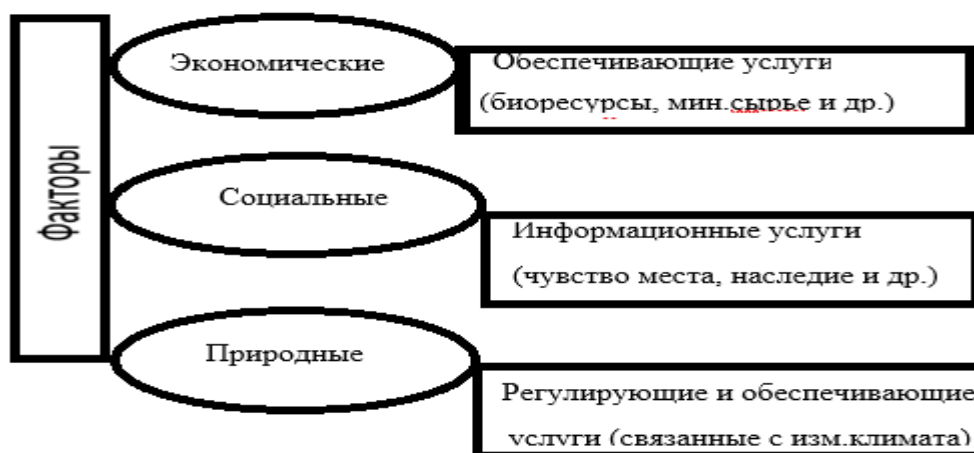 Факторы
Экономические
Обеспечивающие услуги
(биоресурсы, мин.сырье и др.)
Социальные
Информационные услуги
(чувство места, наследие и др.)
Природные
Регулирующие и обеспечивающие
услуги (связанные с изм.климата)